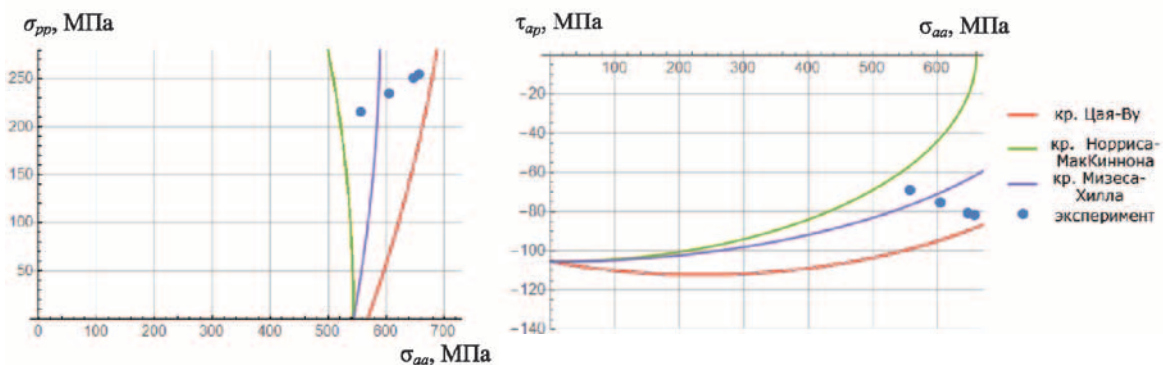 σpp, МПа
250
200
150
100
50
0 100 200 300 400 500 600 700
σaa, МПа
τap, МПа
σaa, МПа
100 200 300 400 500 600
−20
−40
−60
−80
−100
−120
−140
кр. Цая-Ву
кр. Норриса-
МакКиннона
кр. Мизеса-
Хилла
эксперимент